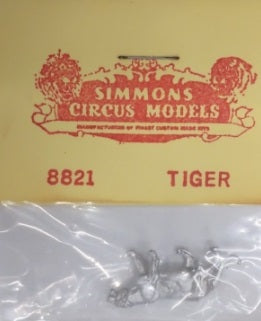 SIMMONS
CIRCUS MODELS
MANUFACTURERS OF FINEST CUSTOM MADE KITS
8821 TIGER